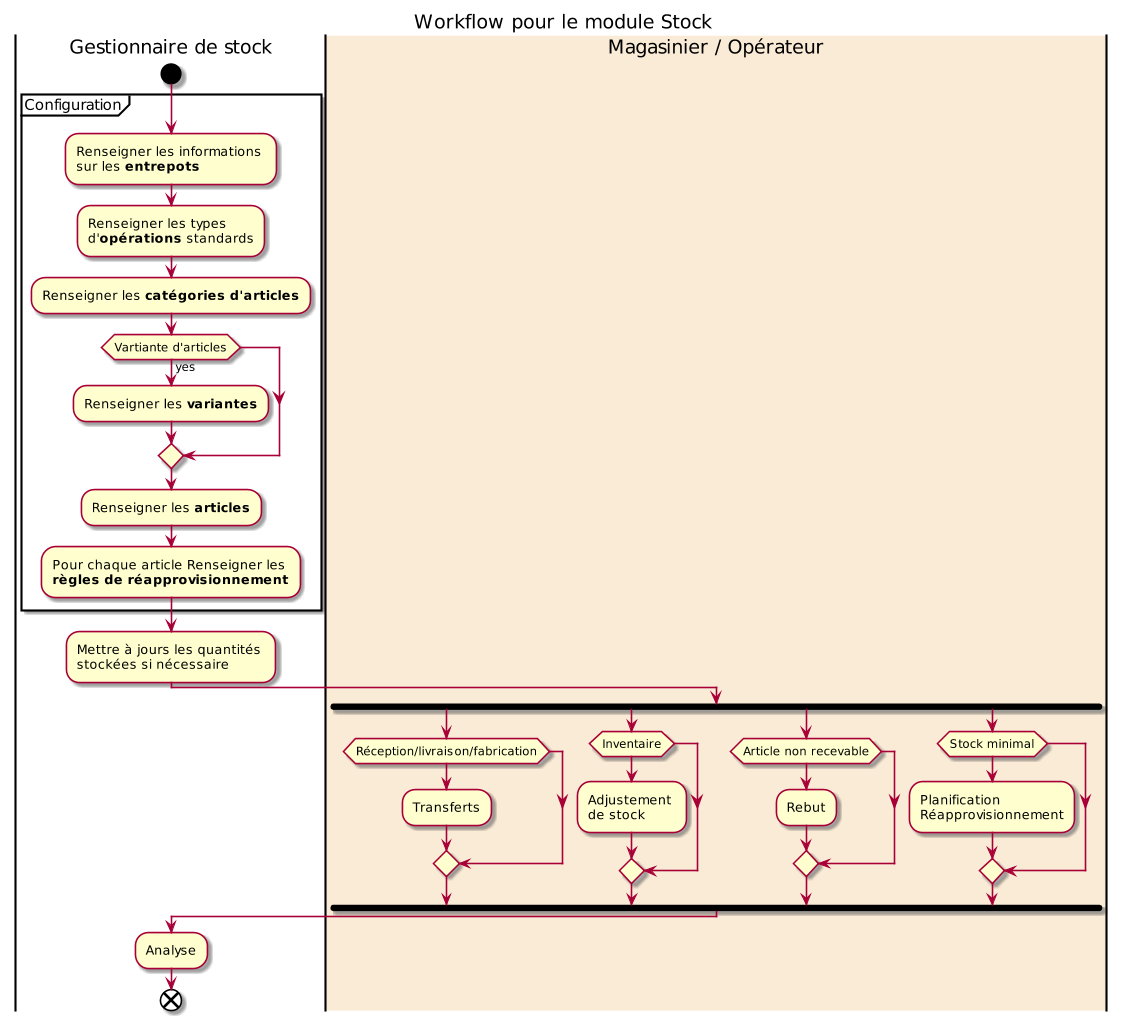 Workflow pour le module Stock
Gestionnaire de stock
Magasinier / Opérateur
Configuration
Renseigner les informations
sur les entrepots
Renseigner les types
d'opérations standards
Renseigner les catégories d'articles
Vartiante d'articles
yes
Renseigner les variantes
Renseigner les articles
Pour chaque article Renseigner les
règles de réapprovisionnement
Mettre à jours les quantités
stockées si nécessaire
Réception/livraison/fabrication
Transferts
Inventaire
Adjustement
de stock
Article non recevable
Rebut
Stock minimal
Planification
Réapprovisionnement
Analyse